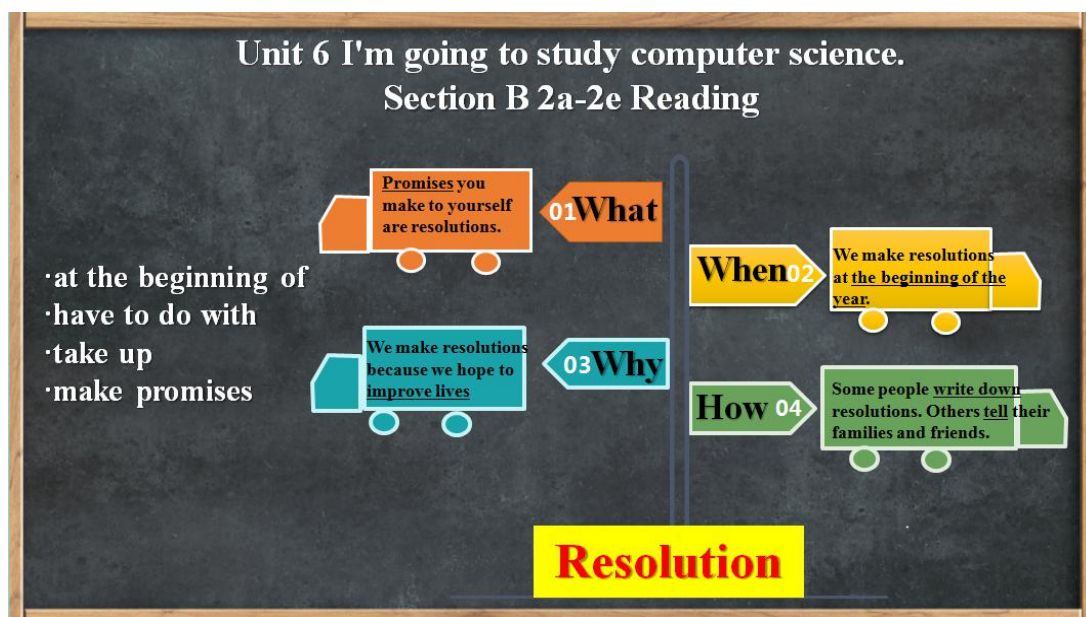 Unit 6 I'm going to study computer science.
Section B 2a-2e Reading
·at the beginning of
·have to do with
·take up
·make promises
01What
Promises you
make to yourself
are resolutions.
When02
We make resolutions
at the beginning of the
year.
03Why
We make resolutions
because we hope to
improve lives
How 04
Some people write down
resolutions. Others tell their
families and friends.
Resolution